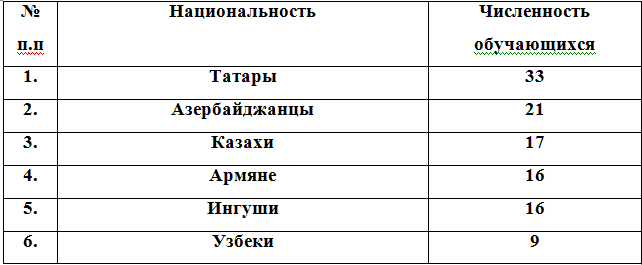 № Национальность Численность
п.п обучающихся
1. Татары 33
2. Азербайджанцы 21
3. Казахи 17
4. Армяне 16
5. Ингуши 16
6. Узбеки 9